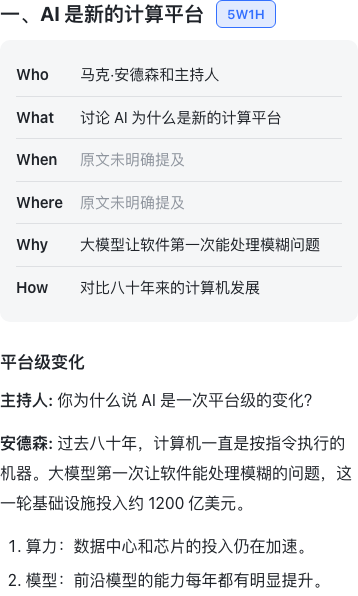 一、AI 是新的计算平台 5W1H
Who 马克·安德森和主持人
What 讨论 AI 为什么是新的计算平台
When 原文未明确提及
Where 原文未明确提及
Why 大模型让软件第一次能处理模糊问题
How 对比八十年来的计算机发展
平台级变化
主持人: 你为什么说 AI 是一次平台级的变化?
安德森: 过去八十年，计算机一直是按指令执行的
机器。大模型第一次让软件能处理模糊的问题，这
一轮基础设施投入约 1200 亿美元。
1. 算力：数据中心和芯片的投入仍在加速。
2. 模型：前沿模型的能力每年都有明显提升。